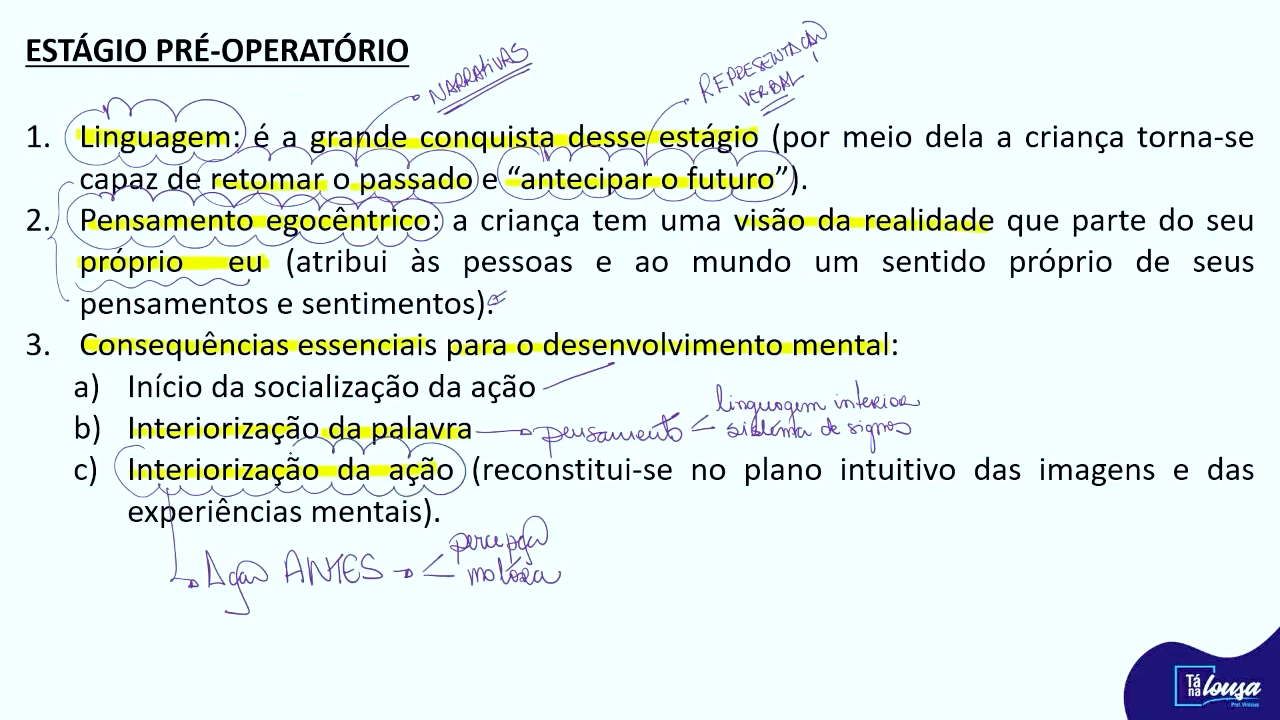 ESTÁGIO PRÉ-OPERATÓRIO
NARRATIVAS
REPRESENTAÇÃO
VERBAL
1. Linguagem: é a grande conquista desse estágio (por meio dela a criança torna-se
capaz de retomar o passado e “antecipar o futuro”).
2. Pensamento egocêntrico: a criança tem uma visão da realidade que parte do seu
próprio eu (atribui às pessoas e ao mundo um sentido próprio de seus
pensamentos e sentimentos).
3. Consequências essenciais para o desenvolvimento mental:
a) Início da socialização da ação
b) Interiorização da palavra
pensamento
linguagem interior
sistema de signos
c) Interiorização da ação (reconstitui-se no plano intuitivo das imagens e das
experiências mentais).
Ação ANTES
percepção
motora
Tá
na lousa
Prof. Vinícius